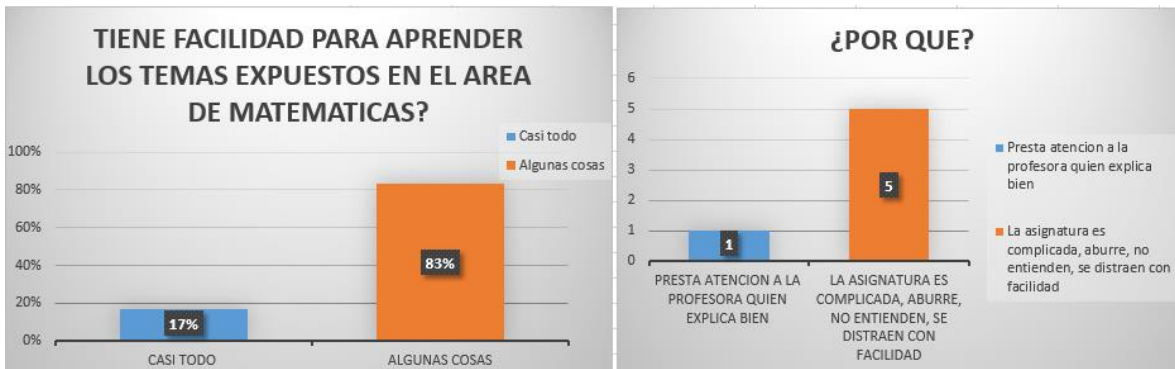 TIENE FACILIDAD PARA APRENDER
LOS TEMAS EXPUESTOS EN EL AREA
DE MATEMATICAS?
Casi todo
Algunas cosas
100%
80%
60%
40%
20%
0%
17%
83%
CASI TODO
ALGUNAS COSAS
¿POR QUE?
6
5
4
3
2
1
0
1
5
PRESTA ATENCION A LA
PROFESORA QUIEN
EXPLICA BIEN
LA ASIGNATURA ES
COMPLICADA, ABURRE,
NO ENTIENDEN, SE
DISTRAEN CON
FACILIDAD
Presta atencion a la
profesora quien explica
bien
La asignatura es
complicada, aburre, no
entienden, se distraen con
facilidad